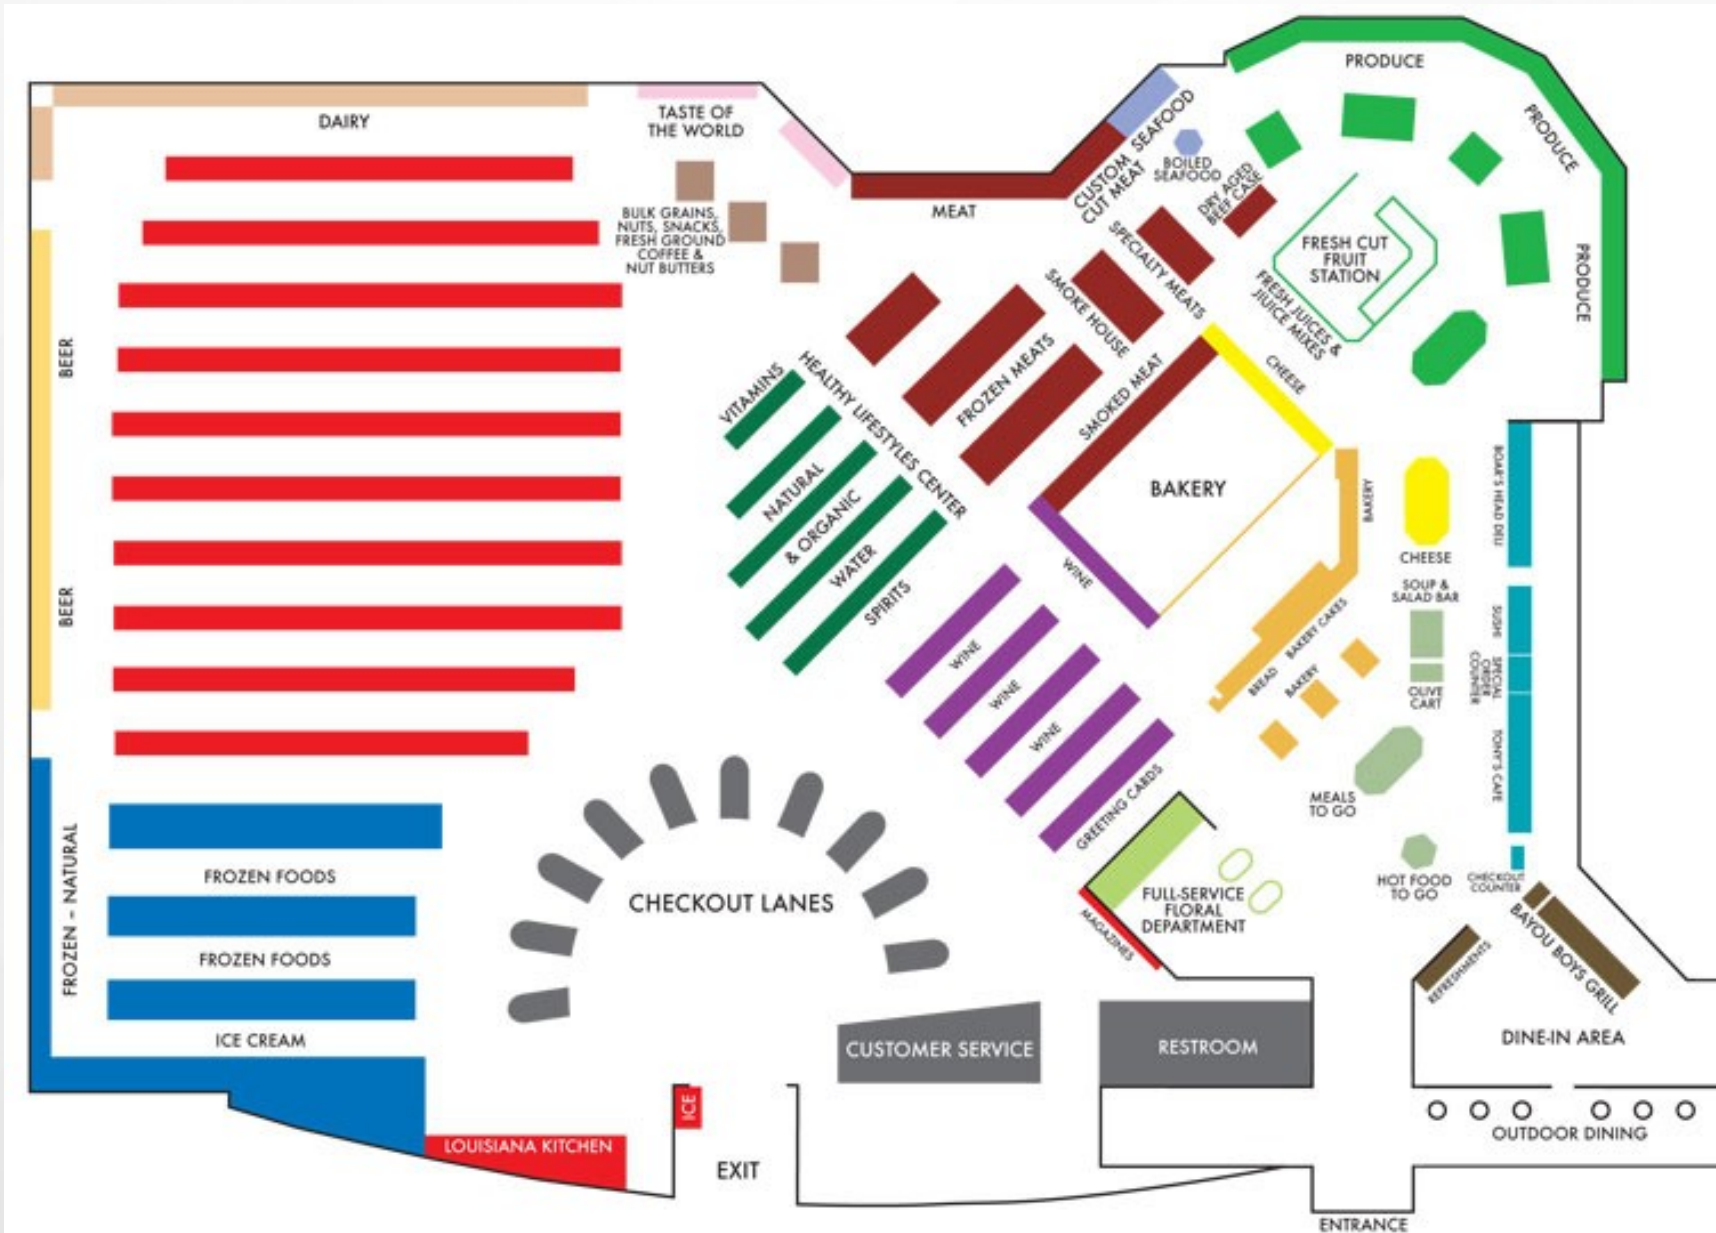 DAIRY
TASTE OF
THE WORLD
BULK GRAINS,
NUTS, SNACKS,
FRESH GROUND
COFFEE &
NUT BUTTERS
MEAT
CUSTOM
CUT MEAT
SEAFOOD
BOILED
SEAFOOD
DRY AGED
BEEF CASE
PRODUCE
PRODUCE
PRODUCE
FRESH CUT
FRUIT
STATION
FRESH JUICES &
JIUICE MIXES
SPECIALTY MEATS
SMOKE HOUSE
FROZEN MEATS
SMOKED MEAT
CHEESE
BEER
BEER
VITAMINS
HEALTHY LIFESTYLES CENTER
NATURAL
& ORGANIC
WATER
SPIRITS
BAKERY
BAKERY
WINE
WINE
WINE
WINE
GREETING CARDS
BAKERY CAKES
BREAD
BAKERY
CHEESE
SOUP &
SALAD BAR
OLIVE
CART
BOAR'S HEAD DELI
SUSHI
SPECIAL
ORDER
COUNTER
TONY'S CAFE
MEALS
TO GO
HOT FOOD
TO GO
CHECKOUT
COUNTER
BAYOU BOYS GRILL
REFRESHMENTS
DINE-IN AREA
OUTDOOR DINING
FULL-SERVICE
FLORAL
DEPARTMENT
MAGAZINES
FROZEN – NATURAL
FROZEN FOODS
FROZEN FOODS
ICE CREAM
CHECKOUT LANES
CUSTOMER SERVICE
RESTROOM
ICE
LOUISIANA KITCHEN
EXIT
ENTRANCE